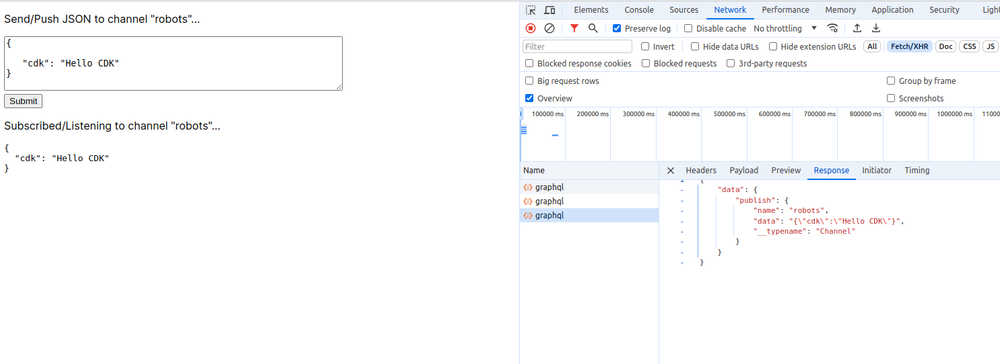 Send/Push JSON to channel "robots"...
{
"cdk": "Hello CDK"
}
Submit
Subscribed/Listening to channel "robots"...
{
"cdk": "Hello CDK"
}
Elements Console Sources Network Performance Memory Application Security Light
Preserve log Disable cache No throttling
Filter Invert Hide data URLs Hide extension URLs All Fetch/XHR Doc CSS JS
Blocked response cookies Blocked requests 3rd-party requests
Big request rows Group by frame
Overview Screenshots
100000 ms 200000 ms 300000 ms 400000 ms 500000 ms 600000 ms 700000 ms 800000 ms 900000 ms 1000000 ms 11000
Name Headers Payload Preview Response Initiator Timing
graphql
graphql
graphql
1 {
- "data": {
- "publish": {
- "name": "robots",
- "data": "{\"cdk\":\"Hello CDK\"}",
- "__typename": "Channel"
- }
- }
- }